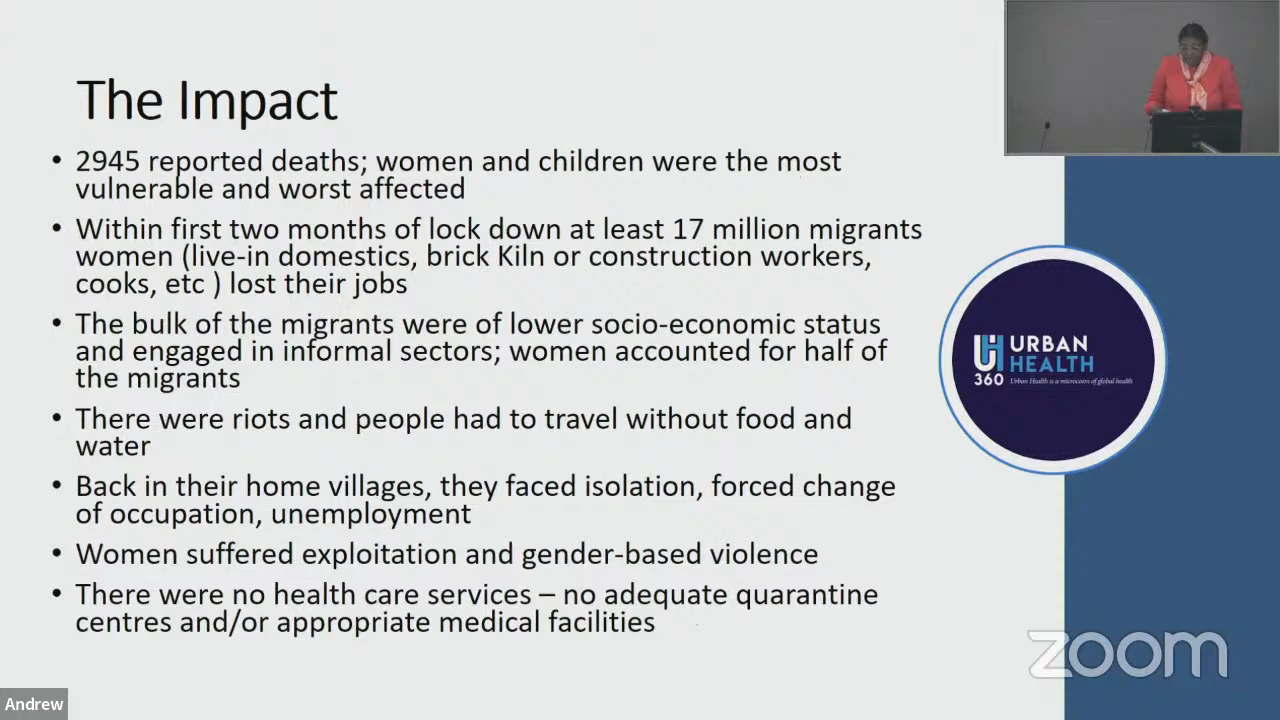 The Impact
• 2945 reported deaths; women and children were the most
vulnerable and worst affected
• Within first two months of lock down at least 17 million migrants
women (live-in domestics, brick Kiln or construction workers,
cooks, etc ) lost their jobs
• The bulk of the migrants were of lower socio-economic status
and engaged in informal sectors; women accounted for half of
the migrants
• There were riots and people had to travel without food and
water
• Back in their home villages, they faced isolation, forced change
of occupation, unemployment
• Women suffered exploitation and gender-based violence
• There were no health care services – no adequate quarantine
centres and/or appropriate medical facilities
UH URBAN
HEALTH
360 Urban Health is a microcosm of global health
zoom
Andrew